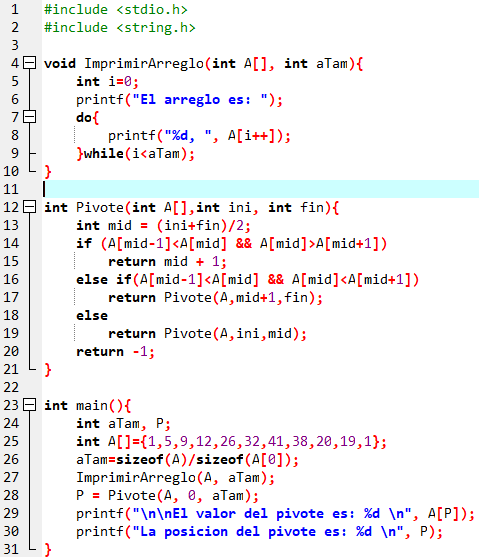 1 #include <stdio.h>
2 #include <string.h>
3
4 void ImprimirArreglo(int A[], int aTam){
5 int i=0;
6 printf("El arreglo es: ");
7 do{
8 printf("%d, ", A[i++]);
9 }while(i<aTam);
10 }
11
12 int Pivote(int A[],int ini, int fin){
13 int mid = (ini+fin)/2;
14 if (A[mid-1]<A[mid] && A[mid]>A[mid+1])
15 return mid + 1;
16 else if(A[mid-1]<A[mid] && A[mid]<A[mid+1])
17 return Pivote(A,mid+1,fin);
18 else
19 return Pivote(A,ini,mid);
20 return -1;
21 }
22
23 int main(){
24 int aTam, P;
25 int A[]={1,5,9,12,26,32,41,38,20,19,1};
26 aTam=sizeof(A)/sizeof(A[0]);
27 ImprimirArreglo(A, aTam);
28 P = Pivote(A, 0, aTam);
29 printf("\n\nEl valor del pivote es: %d \n", A[P]);
30 printf("La posicion del pivote es: %d \n", P);
31 }